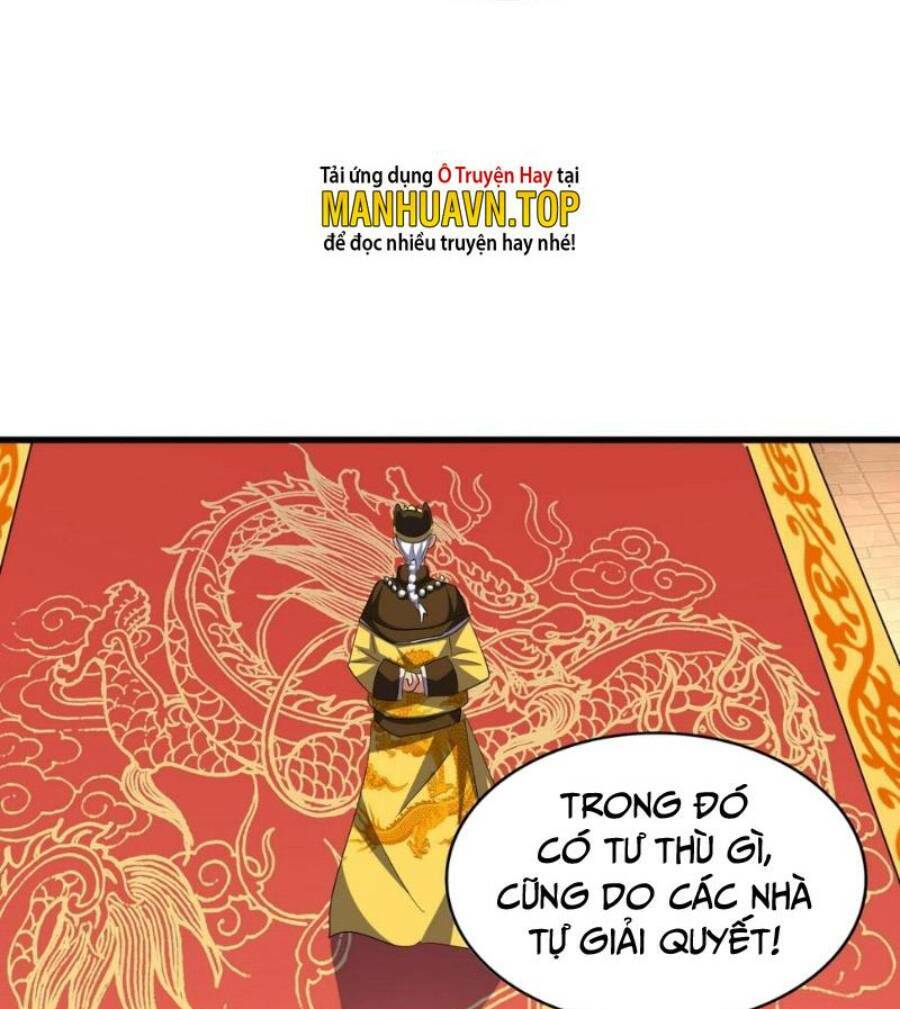 Tải ứng dụng Ô Truyện Hay tại
MANHUAVN.TOP
để đọc nhiều truyện hay nhé!
TRONG ĐÓ
CÓ TƯ THÙ GÌ,
CŨNG DO CÁC NHÀ
TỰ GIẢI QUYẾT!